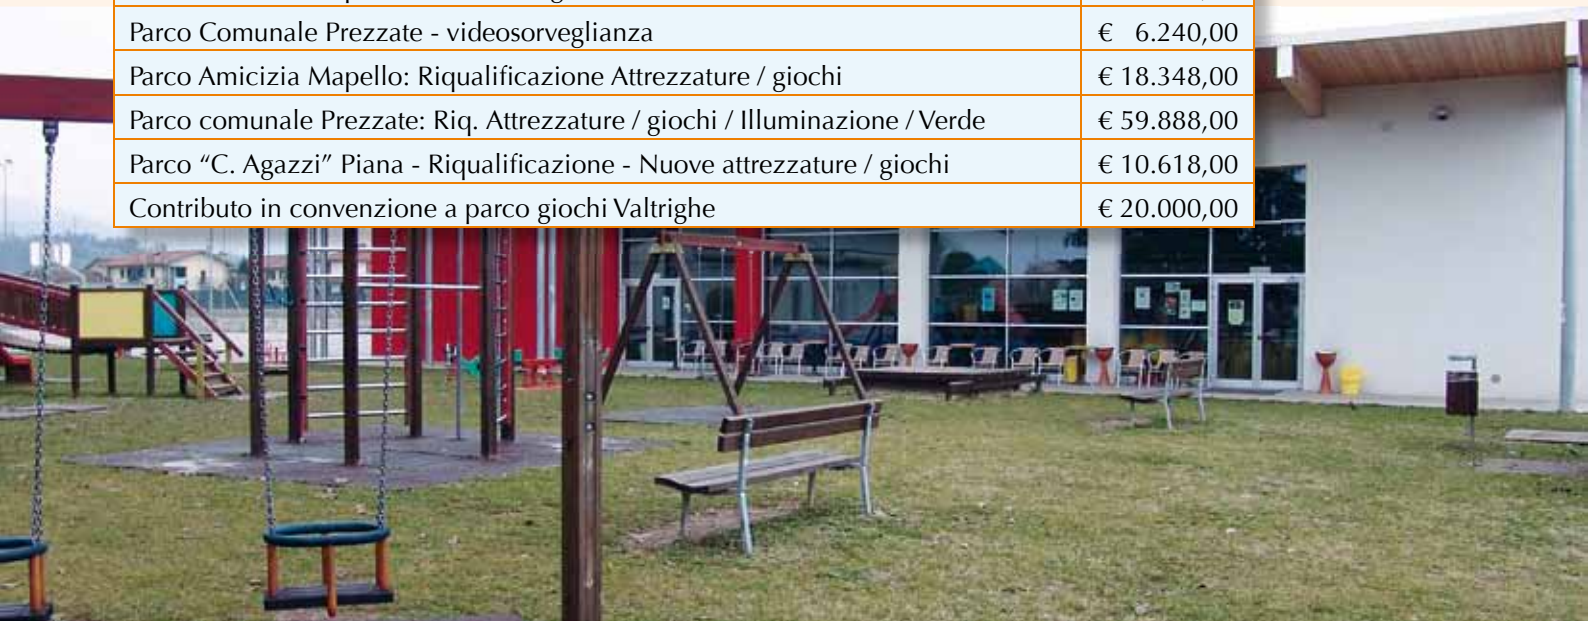 Parco Comunale Prezzate - videosorveglianza € 6.240,00
Parco Amicizia Mapello: Riqualificazione Attrezzature / giochi € 18.348,00
Parco comunale Prezzate: Riq. Attrezzature / giochi / Illuminazione / Verde € 59.888,00
Parco “C. Agazzi” Piana - Riqualificazione - Nuove attrezzature / giochi € 10.618,00
Contributo in convenzione a parco giochi Valtrighe € 20.000,00